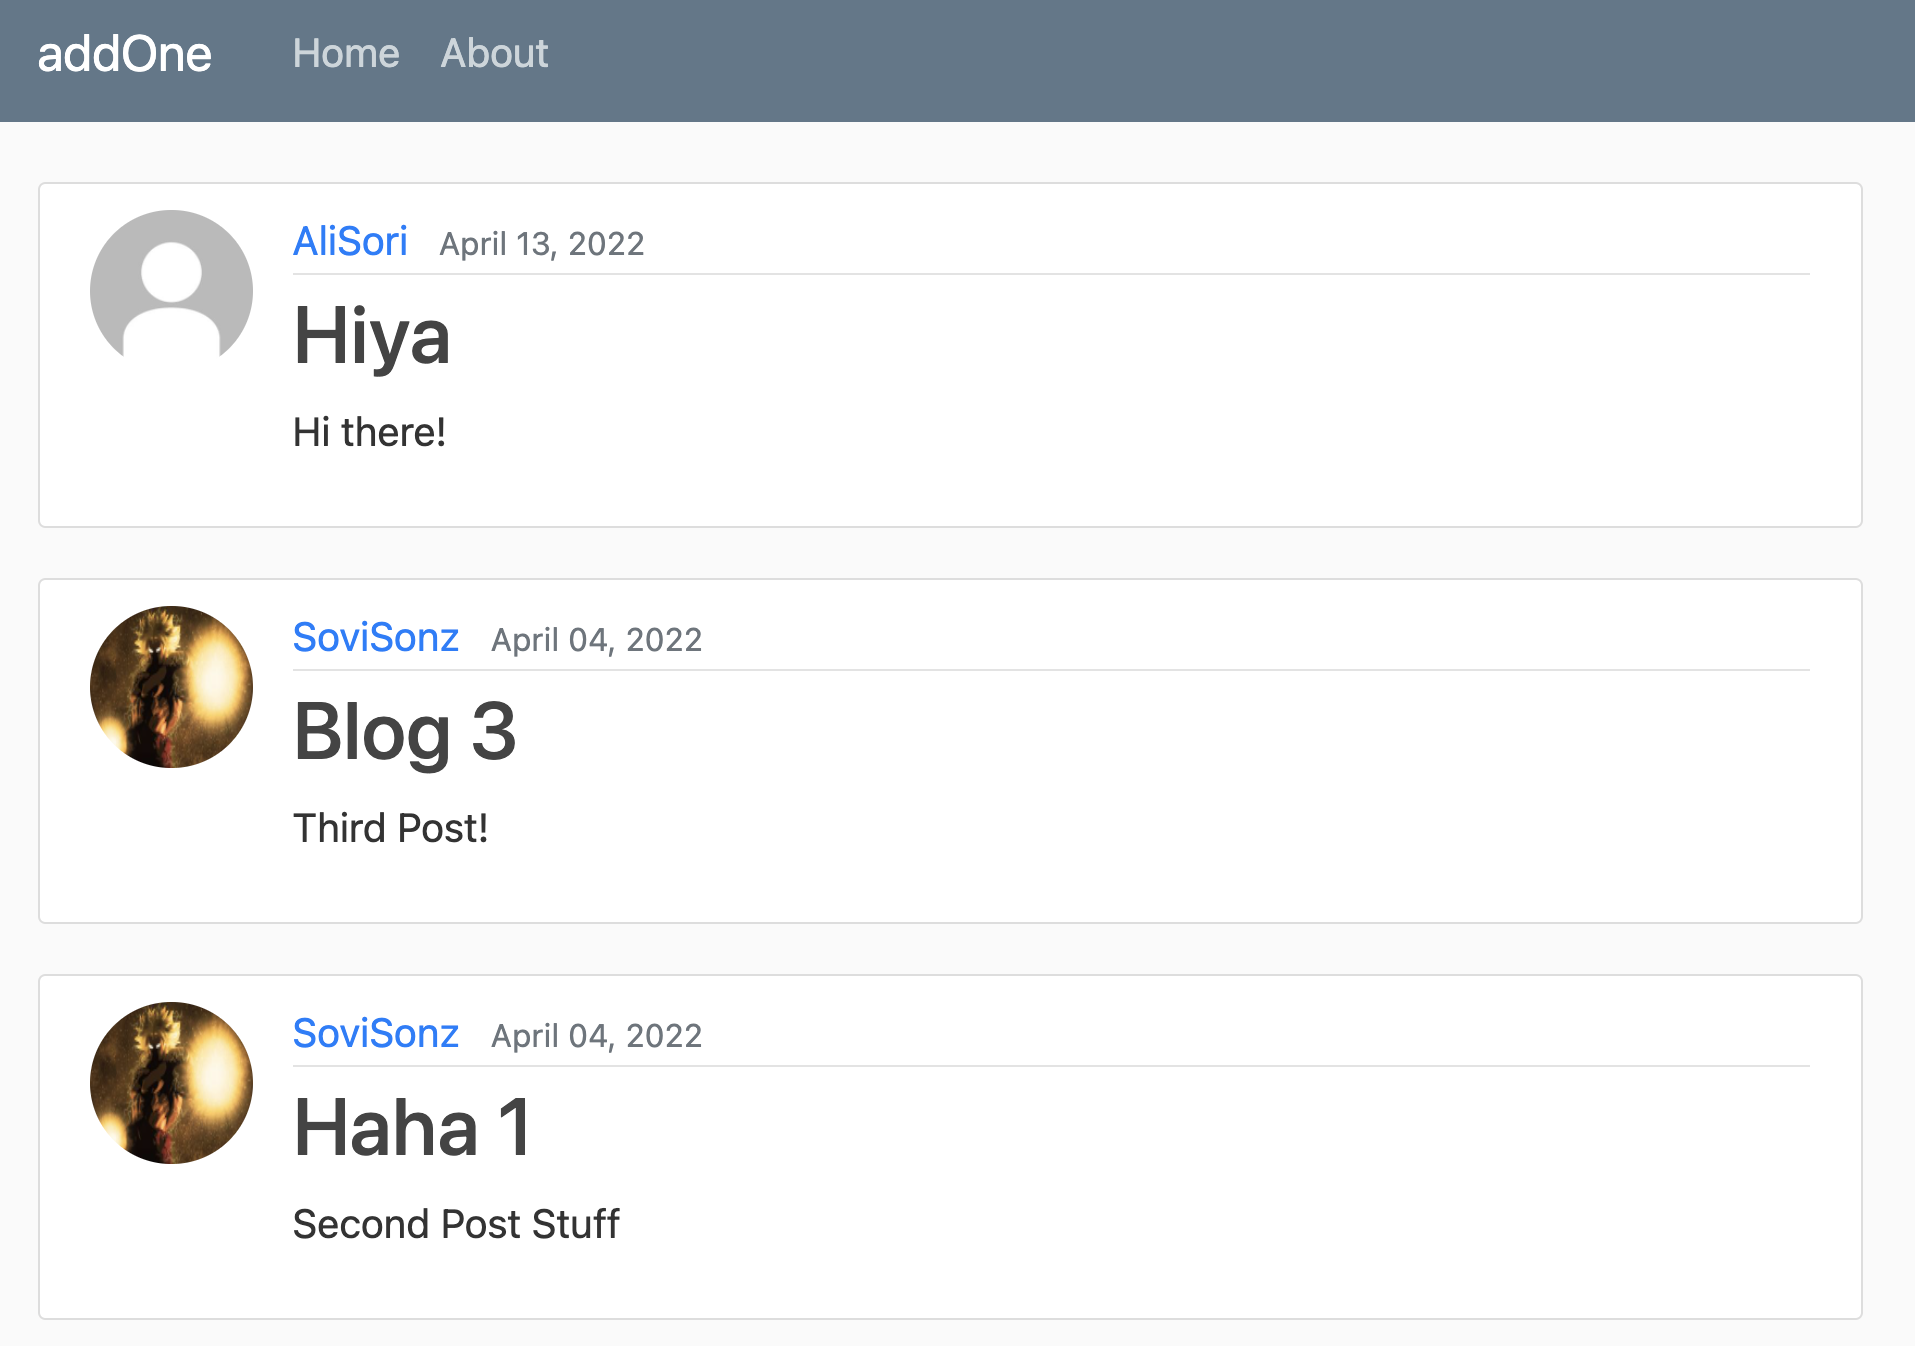 addOne Home About
AliSori April 13, 2022
Hiya
Hi there!
SoviSonz April 04, 2022
Blog 3
Third Post!
SoviSonz April 04, 2022
Haha 1
Second Post Stuff